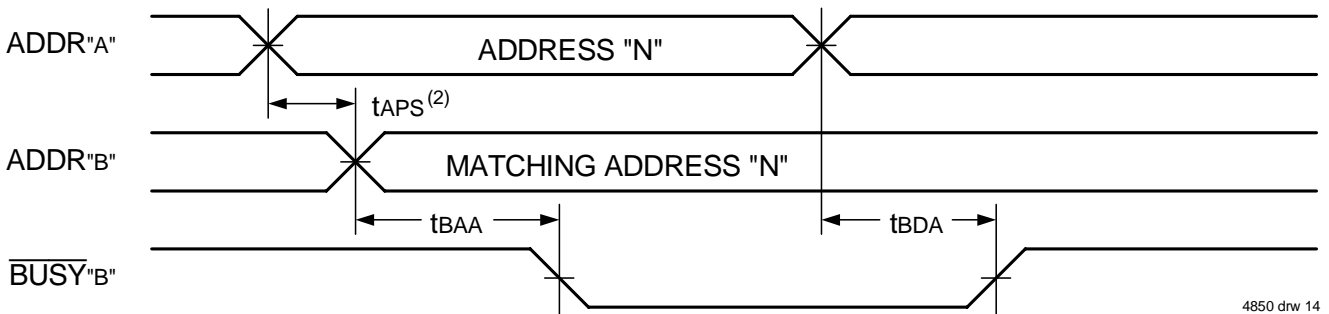 ADDR"A"
ADDRESS "N"
tAPS(2)
ADDR"B"
MATCHING ADDRESS "N"
tBAA
tBDA
BUSY"B"
4850 drw 14